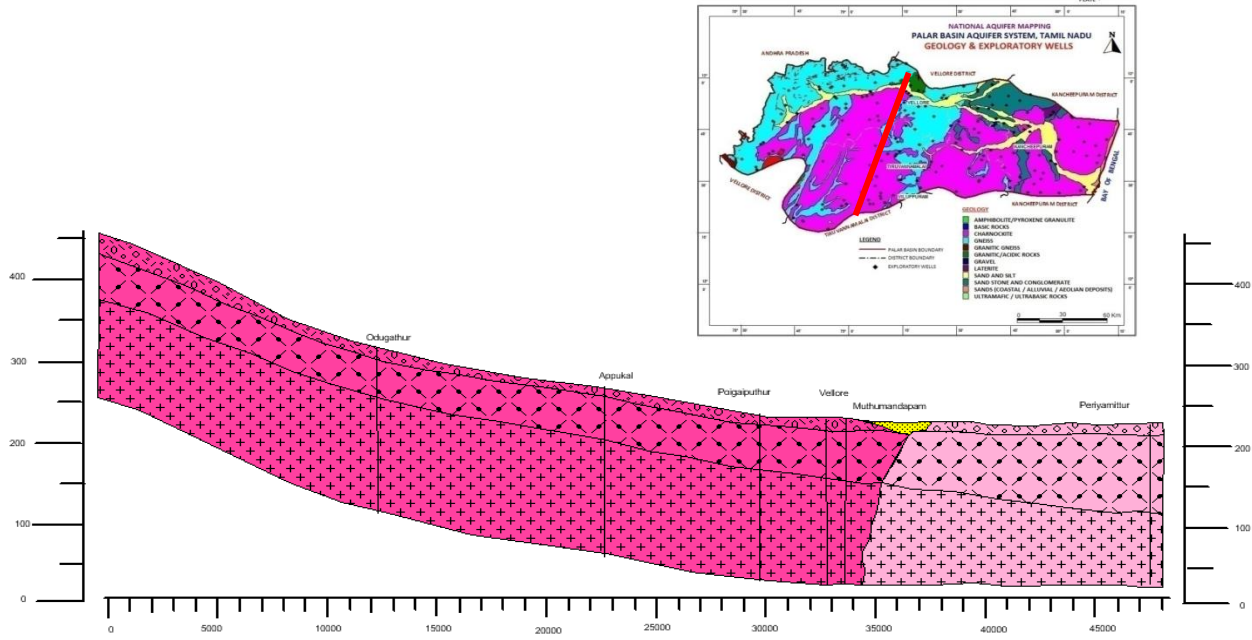 PLATE
NATIONAL AQUIFER MAPPING
PALAR BASIN AQUIFER SYSTEM, TAMIL NADU
GEOLOGY & EXPLORATORY WELLS
N
ANDHRA PRADESH
VELLORE DISTRICT
KANCHEEPURAM DISTRICT
VELLORE
KANCHEEPURAM
BAY OF BENGAL
VELLORE DISTRICT
KANCHEEPURAM DISTRICT
LEGEND
PALAR BASIN BOUNDARY
DISTRICT BOUNDARY
EXPLORATORY WELLS
GEOLOGY
AMPHIBOLITE/PYROXENE GRANULITE
BASIC ROCKS
CHARNOCKITE
GNEISS
GRANITIC GNEISS
GRANITIC/ACIDIC ROCKS
GRAVEL
LATERITE
SAND AND SILT
SAND STONE AND CONGLOMERATE
SANDS (COASTAL / ALLUVIAL / AEOLIAN DEPOSITS)
ULTRAMAFIC / ULTRABASIC ROCKS
0 30 60 Km
Odugathur
Appukal
Poigaiputhur
Vellore
Muthumandapam
Periyamittur
400
300
200
100
0
400
300
200
100
0
0 5000 10000 15000 20000 25000 30000 35000 40000 45000